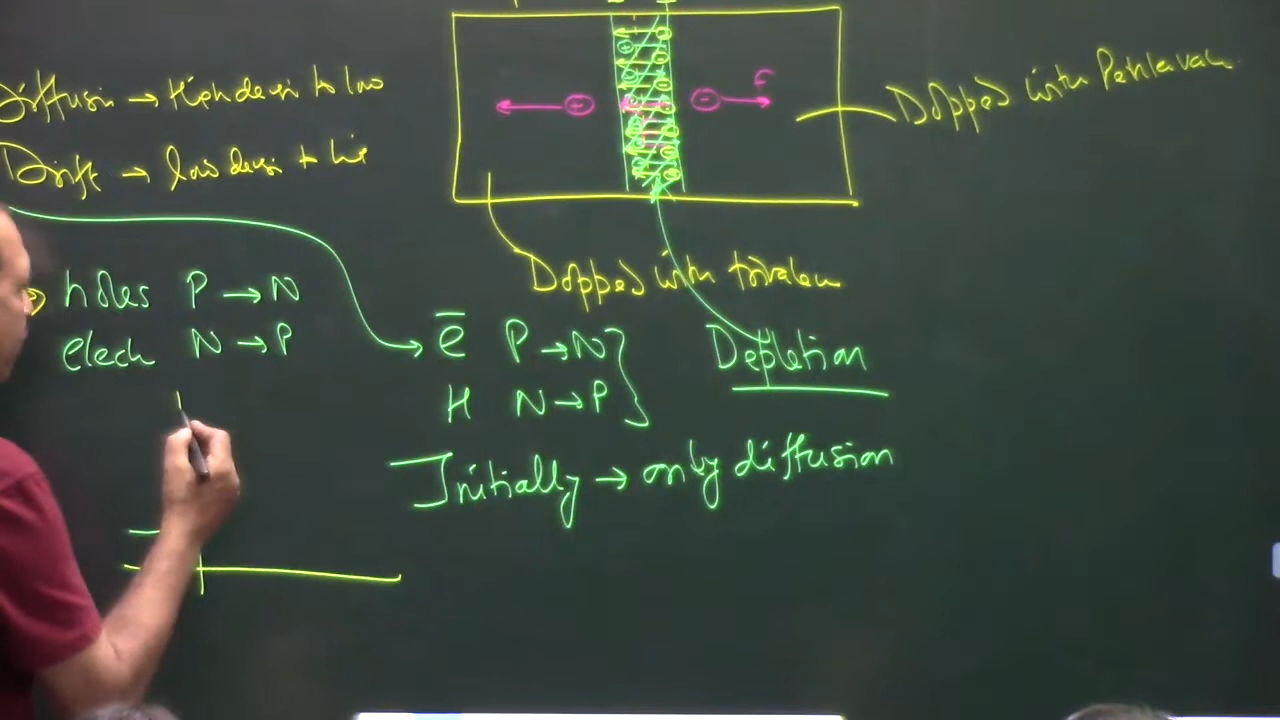 Diffusion → High densi to low
Drift → low densi to hi
F
Dopped with Pentavalen
Dopped with trivalen
holes P → N
elech N → P
e̅ P → N
H N → P
Depletion
Initially → only diffusion